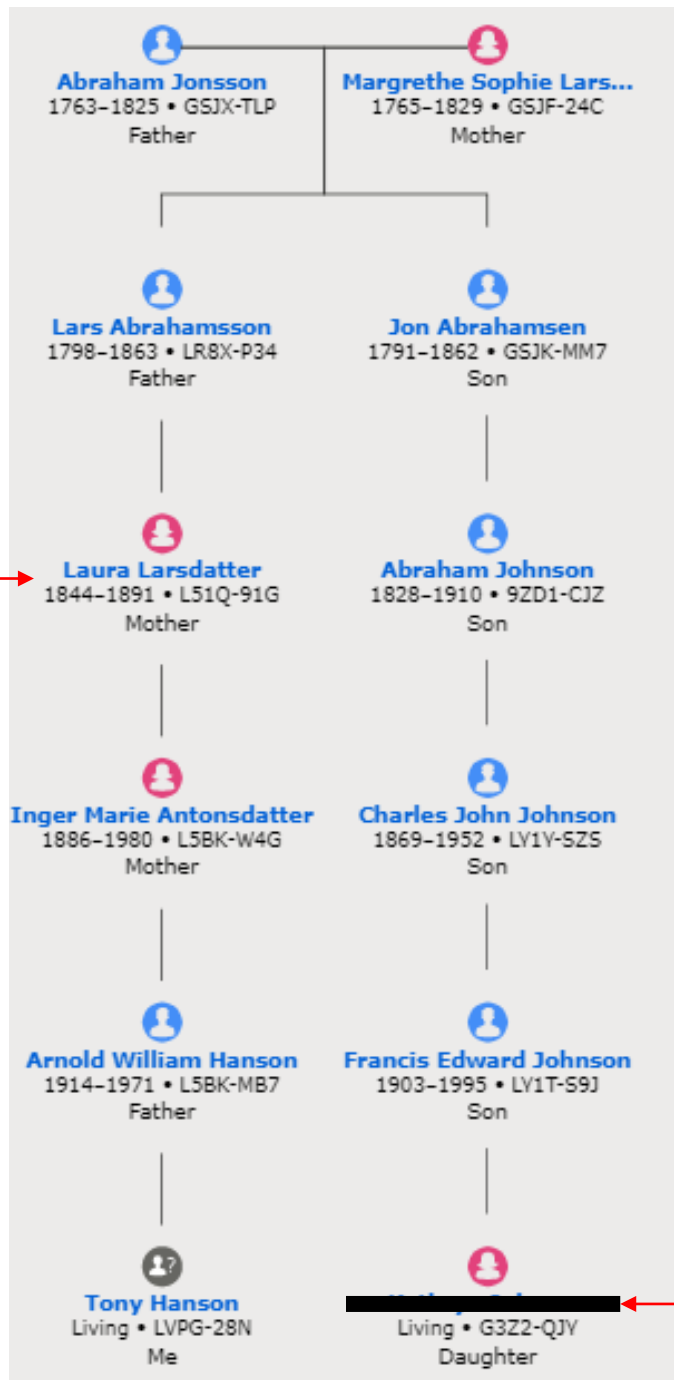 Abraham Jonsson
1763–1825 • GSJX-TLP
Father
Margrethe Sophie Lars...
1765–1829 • GSJF-24C
Mother
Lars Abrahamsson
1798–1863 • LR8X-P34
Father
Jon Abrahamsen
1791–1862 • GSJK-MM7
Son
Laura Larsdatter
1844–1891 • L51Q-91G
Mother
Abraham Johnson
1828–1910 • 9ZD1-CJZ
Son
Inger Marie Antonsdatter
1886–1980 • L5BK-W4G
Mother
Charles John Johnson
1869–1952 • LY1Y-SZS
Son
Arnold William Hanson
1914–1971 • L5BK-MB7
Father
Francis Edward Johnson
1903–1995 • LY1T-S9J
Son
Tony Hanson
Living • LVPG-28N
Me
Living • G3Z2-QJY
Daughter